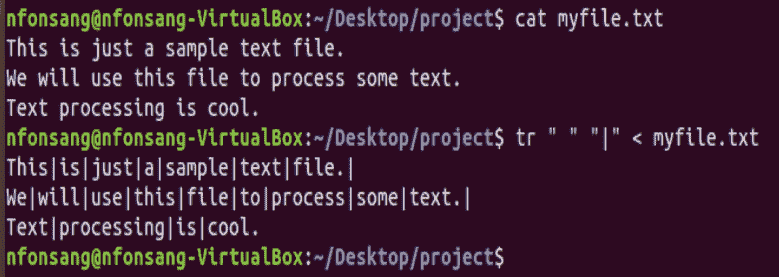 nfonsang@nfonsang-VirtualBox:~/Desktop/project$ cat myfile.txt
This is just a sample text file.
We will use this file to process some text.
Text processing is cool.
nfonsang@nfonsang-VirtualBox:~/Desktop/project$ tr " " "|" < myfile.txt
This|is|just|a|sample|text|file.|
We|will|use|this|file|to|process|some|text.|
Text|processing|is|cool.
nfonsang@nfonsang-VirtualBox:~/Desktop/project$